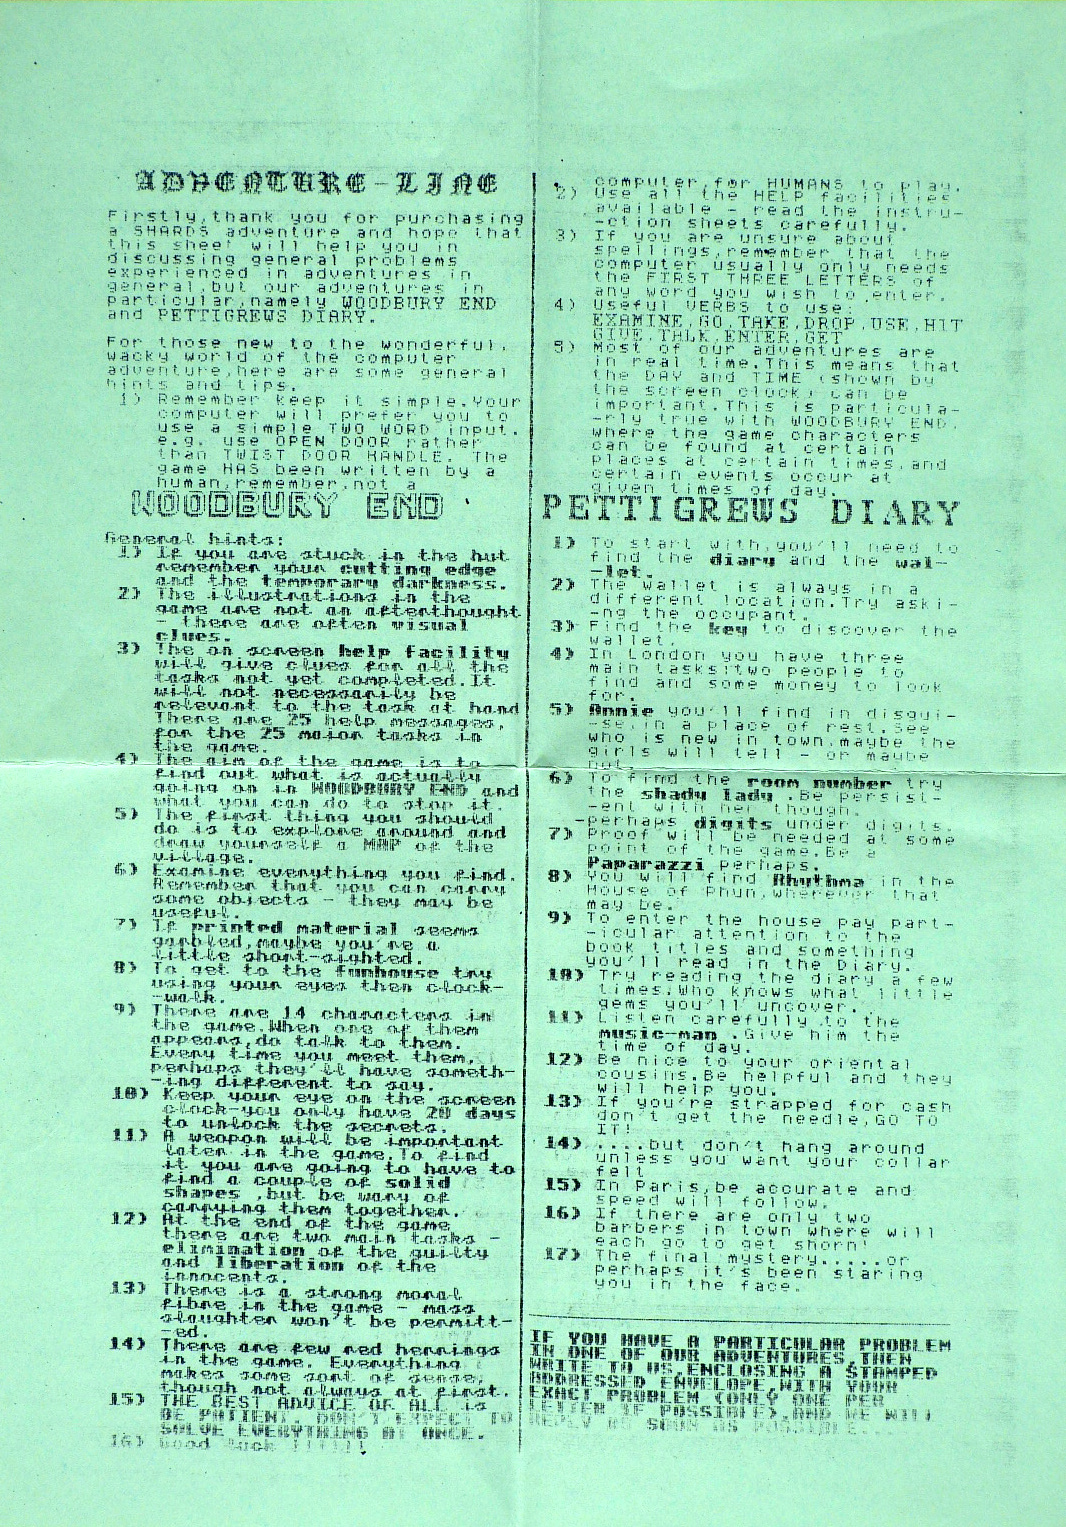 ADVENTURE-LINE
Firstly,thank you for purchasing
a SHARDS adventure and hope that
this sheet will help you in
discussing general problems
experienced in adventures in
general,but our adventures in
particular,namely WOODBURY END
and PETTIGREWS DIARY.
For those new to the wonderful,
wacky world of the computer
adventure,here are some general
hints and tips.
1) Remember keep it simple.Your
computer will prefer you to
use a simple TWO WORD input.
e.g. use OPEN DOOR rather
than TWIST DOOR HANDLE. The
game HAS been written by a
human,remember,not a
computer,for HUMANS to play.
2) Use all the HELP facilities
available - read the instru-
-ction sheets carefully.
3) If you are unsure about
spellings,remember that the
computer usually only needs
the FIRST THREE LETTERS of
any word you wish to enter.
4) Useful VERBS to use:
EXAMINE,GO,TAKE,DROP,USE,HIT
GIVE,TALK,ENTER,GET
5) Most of our adventures are
in real time.This means that
the DAY and TIME (shown by
the screen clock) can be
important.This is particula-
-rly true with WOODBURY END,
where the game characters
can be found at certain
places at certain times,and
certain events occur at
given times of day.
WOODBURY END
General hints:
1) If you are stuck in the hut
remember your cutting edge
and the temporary darkness.
2) The illustrations in the
game are not an afterthought
- there are often visual
clues.
3) The on screen help facility
will give clues for all the
tasks not yet completed.It
will not necessarily be
relevant to the task at hand
There are 25 help messages,
for the 25 major tasks in
the game.
4) The aim of the game is to
find out what is actually
going on in WOODBURY END and
what you can do to stop it.
5) The first thing you should
do is to explore around and
draw yourself a MAP of the
village.
6) Examine everything you find.
Remember that you can carry
some objects - they may be
useful.
7) If printed material seems
garbled,maybe you're a
little short-sighted.
8) To get to the funhouse try
using your eyes then clock-
-walk.
9) There are 14 characters in
the game.When one of them
appears,do talk to them.
Every time you meet them,
perhaps they'll have someth-
-ing different to say.
10) Keep your eye on the screen
clock-you only have 20 days
to unlock the secrets.
11) A weapon will be important
later in the game.To find
it you are going to have to
find a couple of solid
shapes ,but be wary of
carrying them together.
12) At the end of the game
there are two main tasks -
elimination of the guilty
and liberation of the
innocents.
13) There is a strong moral
fibre in the game - mass
slaughter won't be permitt-
-ed.
14) There are few red herrings
in the game. Everything
makes some sort of sense,
though not always at first.
15) THE BEST ADVICE OF ALL is
BE PATIENT. DON'T EXPECT TO
SOLVE EVERYTHING AT ONCE.
16) Good luck !!!!!!
PETTIGREWS DIARY
1) To start with,you'll need to
find the diary and the wal-
-let.
2) The wallet is always in a
different location.Try aski-
-ng the occupant.
3) Find the key to discover the
wallet.
4) In London you have three
main tasks:two people to
find and some money to look
for.
5) Annie you'll find in disgui-
-se,in a place of rest.See
who is new in town,maybe the
girls will tell - or maybe
not.
6) To find the room number try
the shady lady .Be persist-
-ent with her though.
-perhaps digits under digits.
7) Proof will be needed at some
point of the game.Be a
Paparazzi perhaps.
8) You will find Rhythma in the
House of Phun,wherever that
may be.
9) To enter the house pay part-
-icular attention to the
book titles and something
you'll read in the Diary.
10) Try reading the diary a few
times.Who knows what little
gems you'll uncover.
11) Listen carefully to the
music-man .Give him the
time of day.
12) Be nice to your oriental
cousins.Be helpful and they
will help you.
13) If you're strapped for cash
don't get the needle,GO TO
IT!
14) ....but don't hang around
unless you want your collar
felt
15) In Paris,be accurate and
speed will follow.
16) If there are only two
barbers in town where will
each go to get shorn!
17) The final mystery.....or
perhaps it's been staring
you in the face.
IF YOU HAVE A PARTICULAR PROBLEM
IN ONE OF OUR ADVENTURES,THEN
WRITE TO US,ENCLOSING A STAMPED
ADDRESSED ENVELOPE,WITH YOUR
EXACT PROBLEM (ONLY ONE PER
LETTER IF POSSIBLE),AND WE WILL
REPLY AS SOON AS POSSIBLE...